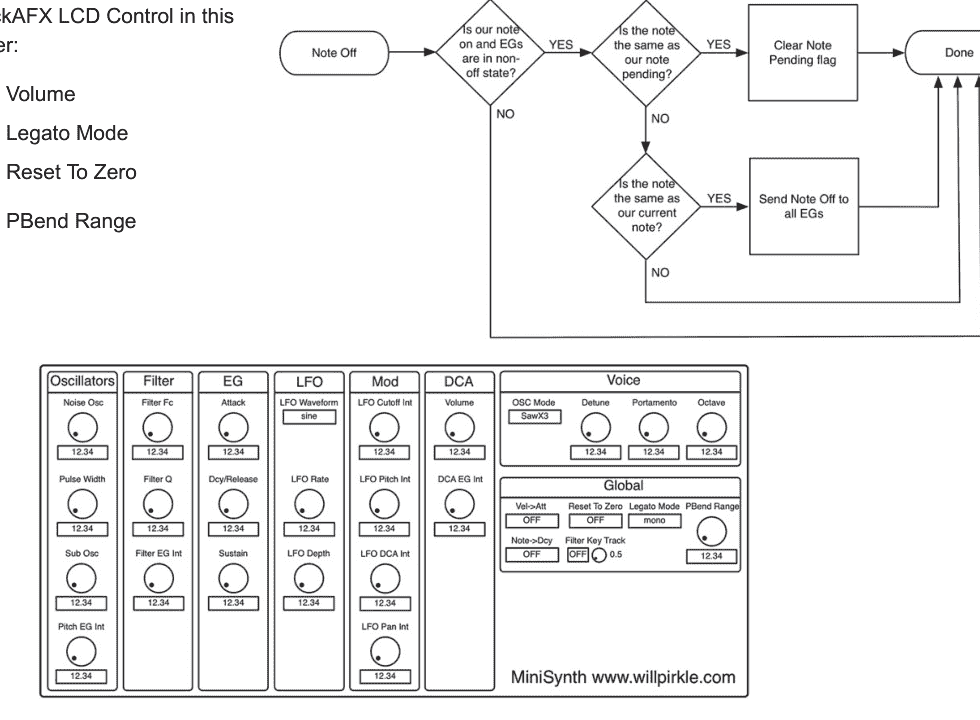 ckAFX LCD Control in this
er:
Volume
Legato Mode
Reset To Zero
PBend Range
Note Off
Is our note
on and EGs
are in non-
off state?
YES
NO
Is the note
the same as
our note
pending?
YES
NO
Clear Note
Pending flag
Done
Is the note
the same as
our current
note?
YES
NO
Send Note Off to
all EGs
Oscillators
Noise Osc
12.34
Pulse Width
12.34
Sub Osc
12.34
Pitch EG Int
12.34
Filter
Filter Fc
12.34
Filter Q
12.34
Filter EG Int
12.34
EG
Attack
12.34
Dcy/Release
12.34
Sustain
12.34
LFO
LFO Waveform
sine
LFO Rate
12.34
LFO Depth
12.34
Mod
LFO Cutoff Int
12.34
LFO Pitch Int
12.34
LFO DCA Int
12.34
LFO Pan Int
12.34
DCA
Volume
12.34
DCA EG Int
12.34
Voice
OSC Mode
SawX3
Detune
12.34
Portamento
12.34
Octave
12.34
Global
Vel->Att
OFF
Reset To Zero
OFF
Legato Mode
mono
PBend Range
12.34
Note->Dcy
OFF
Filter Key Track
OFF 0.5
MiniSynth www.willpirkle.com